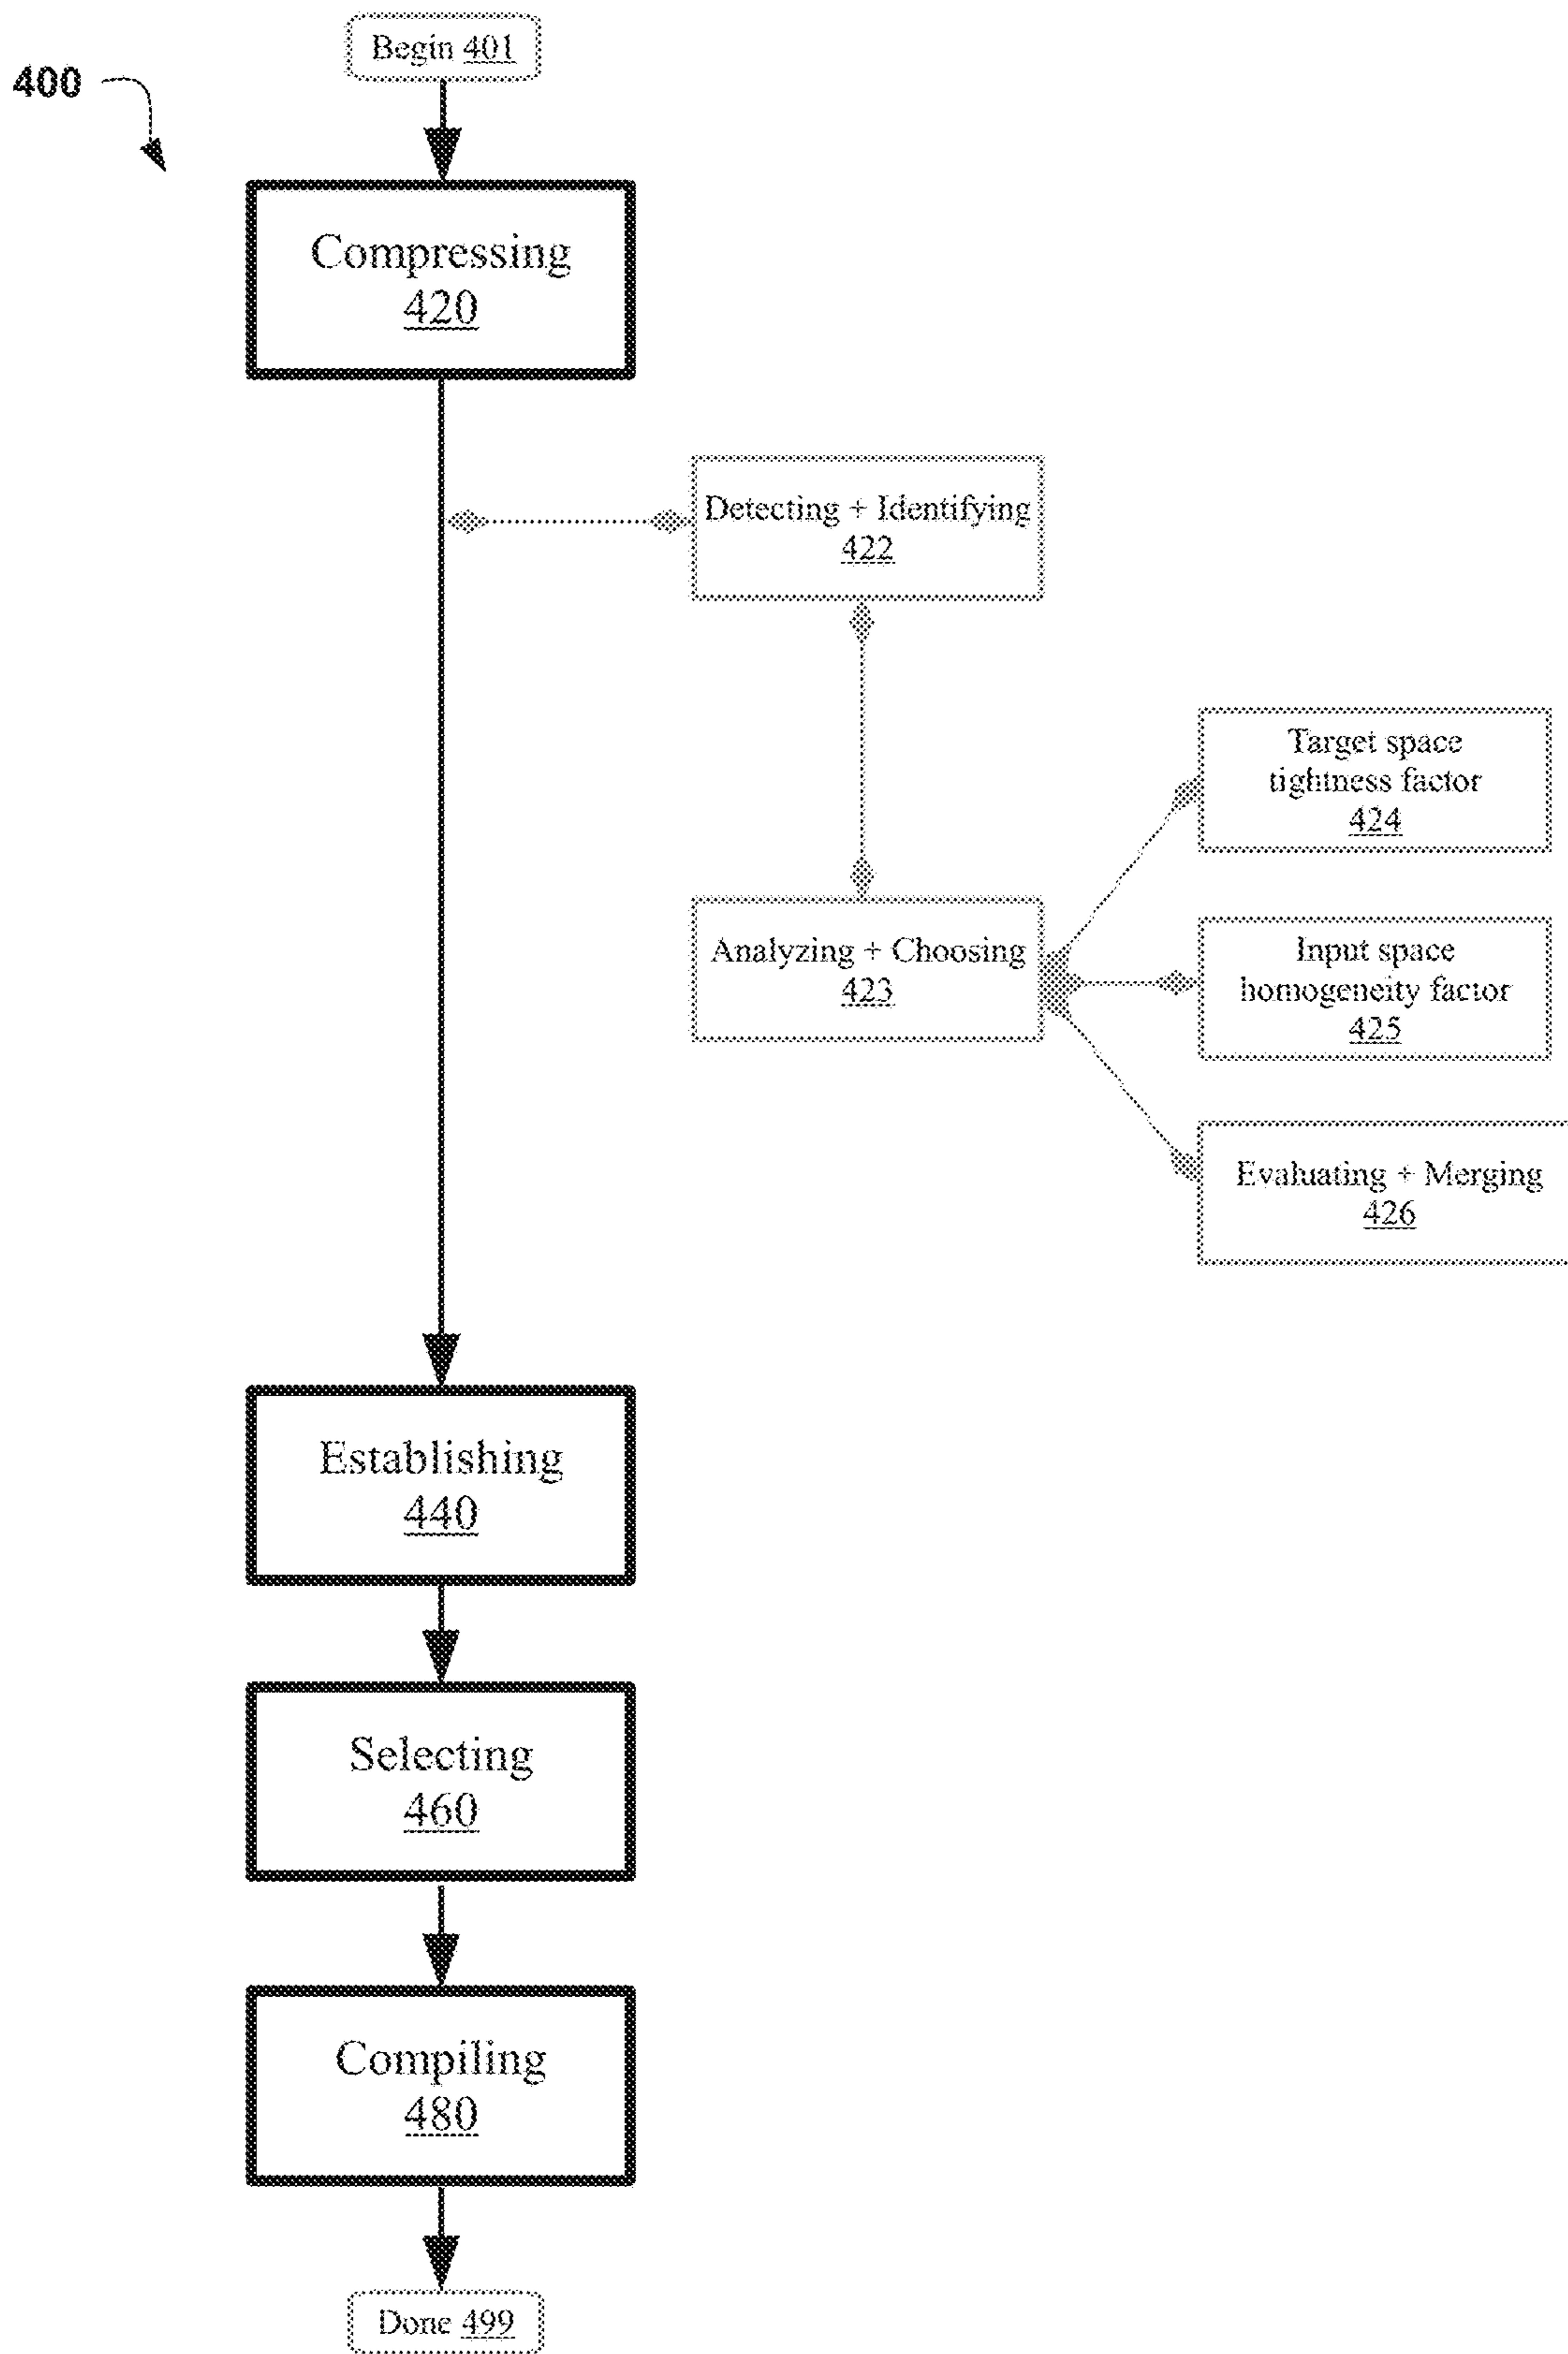 Begin 401
400
Compressing
420
Detecting + Identifying
422
Target space
tightness factor
424
Analyzing + Choosing
423
Input space
homogeneity factor
425
Evaluating + Merging
426
Establishing
440
Selecting
460
Compiling
480
Done 499